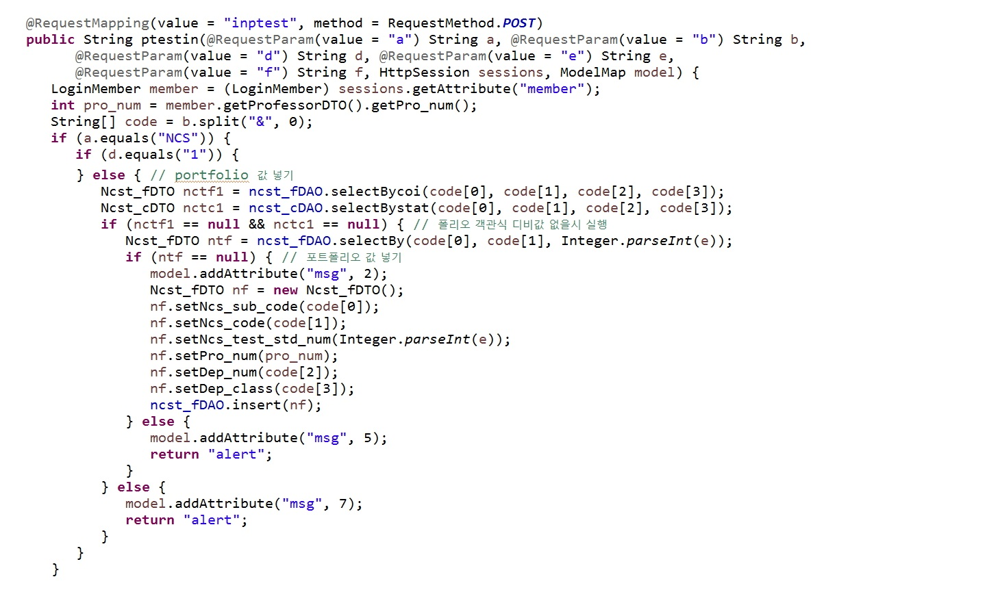 @RequestMapping(value = "inptest", method = RequestMethod.POST)
public String ptestin(@RequestParam(value = "a") String a, @RequestParam(value = "b") String b,
@RequestParam(value = "d") String d, @RequestParam(value = "e") String e,
@RequestParam(value = "f") String f, HttpSession sessions, ModelMap model) {
LoginMember member = (LoginMember) sessions.getAttribute("member");
int pro_num = member.getProfessorDTO().getPro_num();
String[] code = b.split("&", 0);
if (a.equals("NCS")) {
if (d.equals("1")) {
} else { // portfolio 값 넣기
Ncst_fDTO nctf1 = ncst_fDAO.selectBycoi(code[0], code[1], code[2], code[3]);
Ncst_cDTO nctc1 = ncst_cDAO.selectBystat(code[0], code[1], code[2], code[3]);
if (nctf1 == null && nctc1 == null) { // 폴리오 객관식 디비값 없을시 실행
Ncst_fDTO ntf = ncst_fDAO.selectBy(code[0], code[1], Integer.parseInt(e));
if (ntf == null) { // 포트폴리오 값 넣기
model.addAttribute("msg", 2);
Ncst_fDTO nf = new Ncst_fDTO();
nf.setNcs_sub_code(code[0]);
nf.setNcs_code(code[1]);
nf.setNcs_test_std_num(Integer.parseInt(e));
nf.setPro_num(pro_num);
nf.setDep_num(code[2]);
nf.setDep_class(code[3]);
ncst_fDAO.insert(nf);
} else {
model.addAttribute("msg", 5);
return "alert";
}
} else {
model.addAttribute("msg", 7);
return "alert";
}
}
}